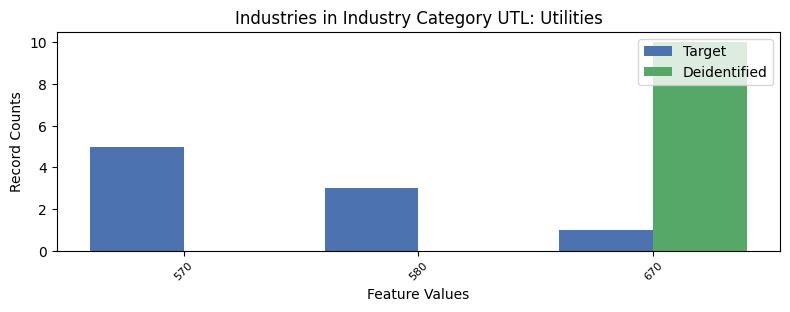 Industries in Industry Category UTL: Utilities
Record Counts
10
8
6
4
2
0
Target
Deidentified
570
580
670
Feature Values